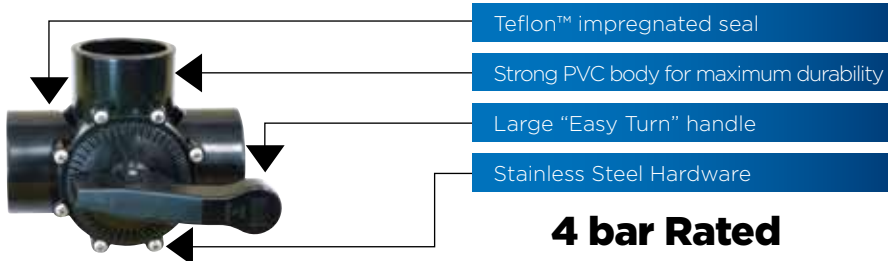 Teflon™ impregnated seal
Strong PVC body for maximum durability
Large “Easy Turn” handle
Stainless Steel Hardware
4 bar Rated